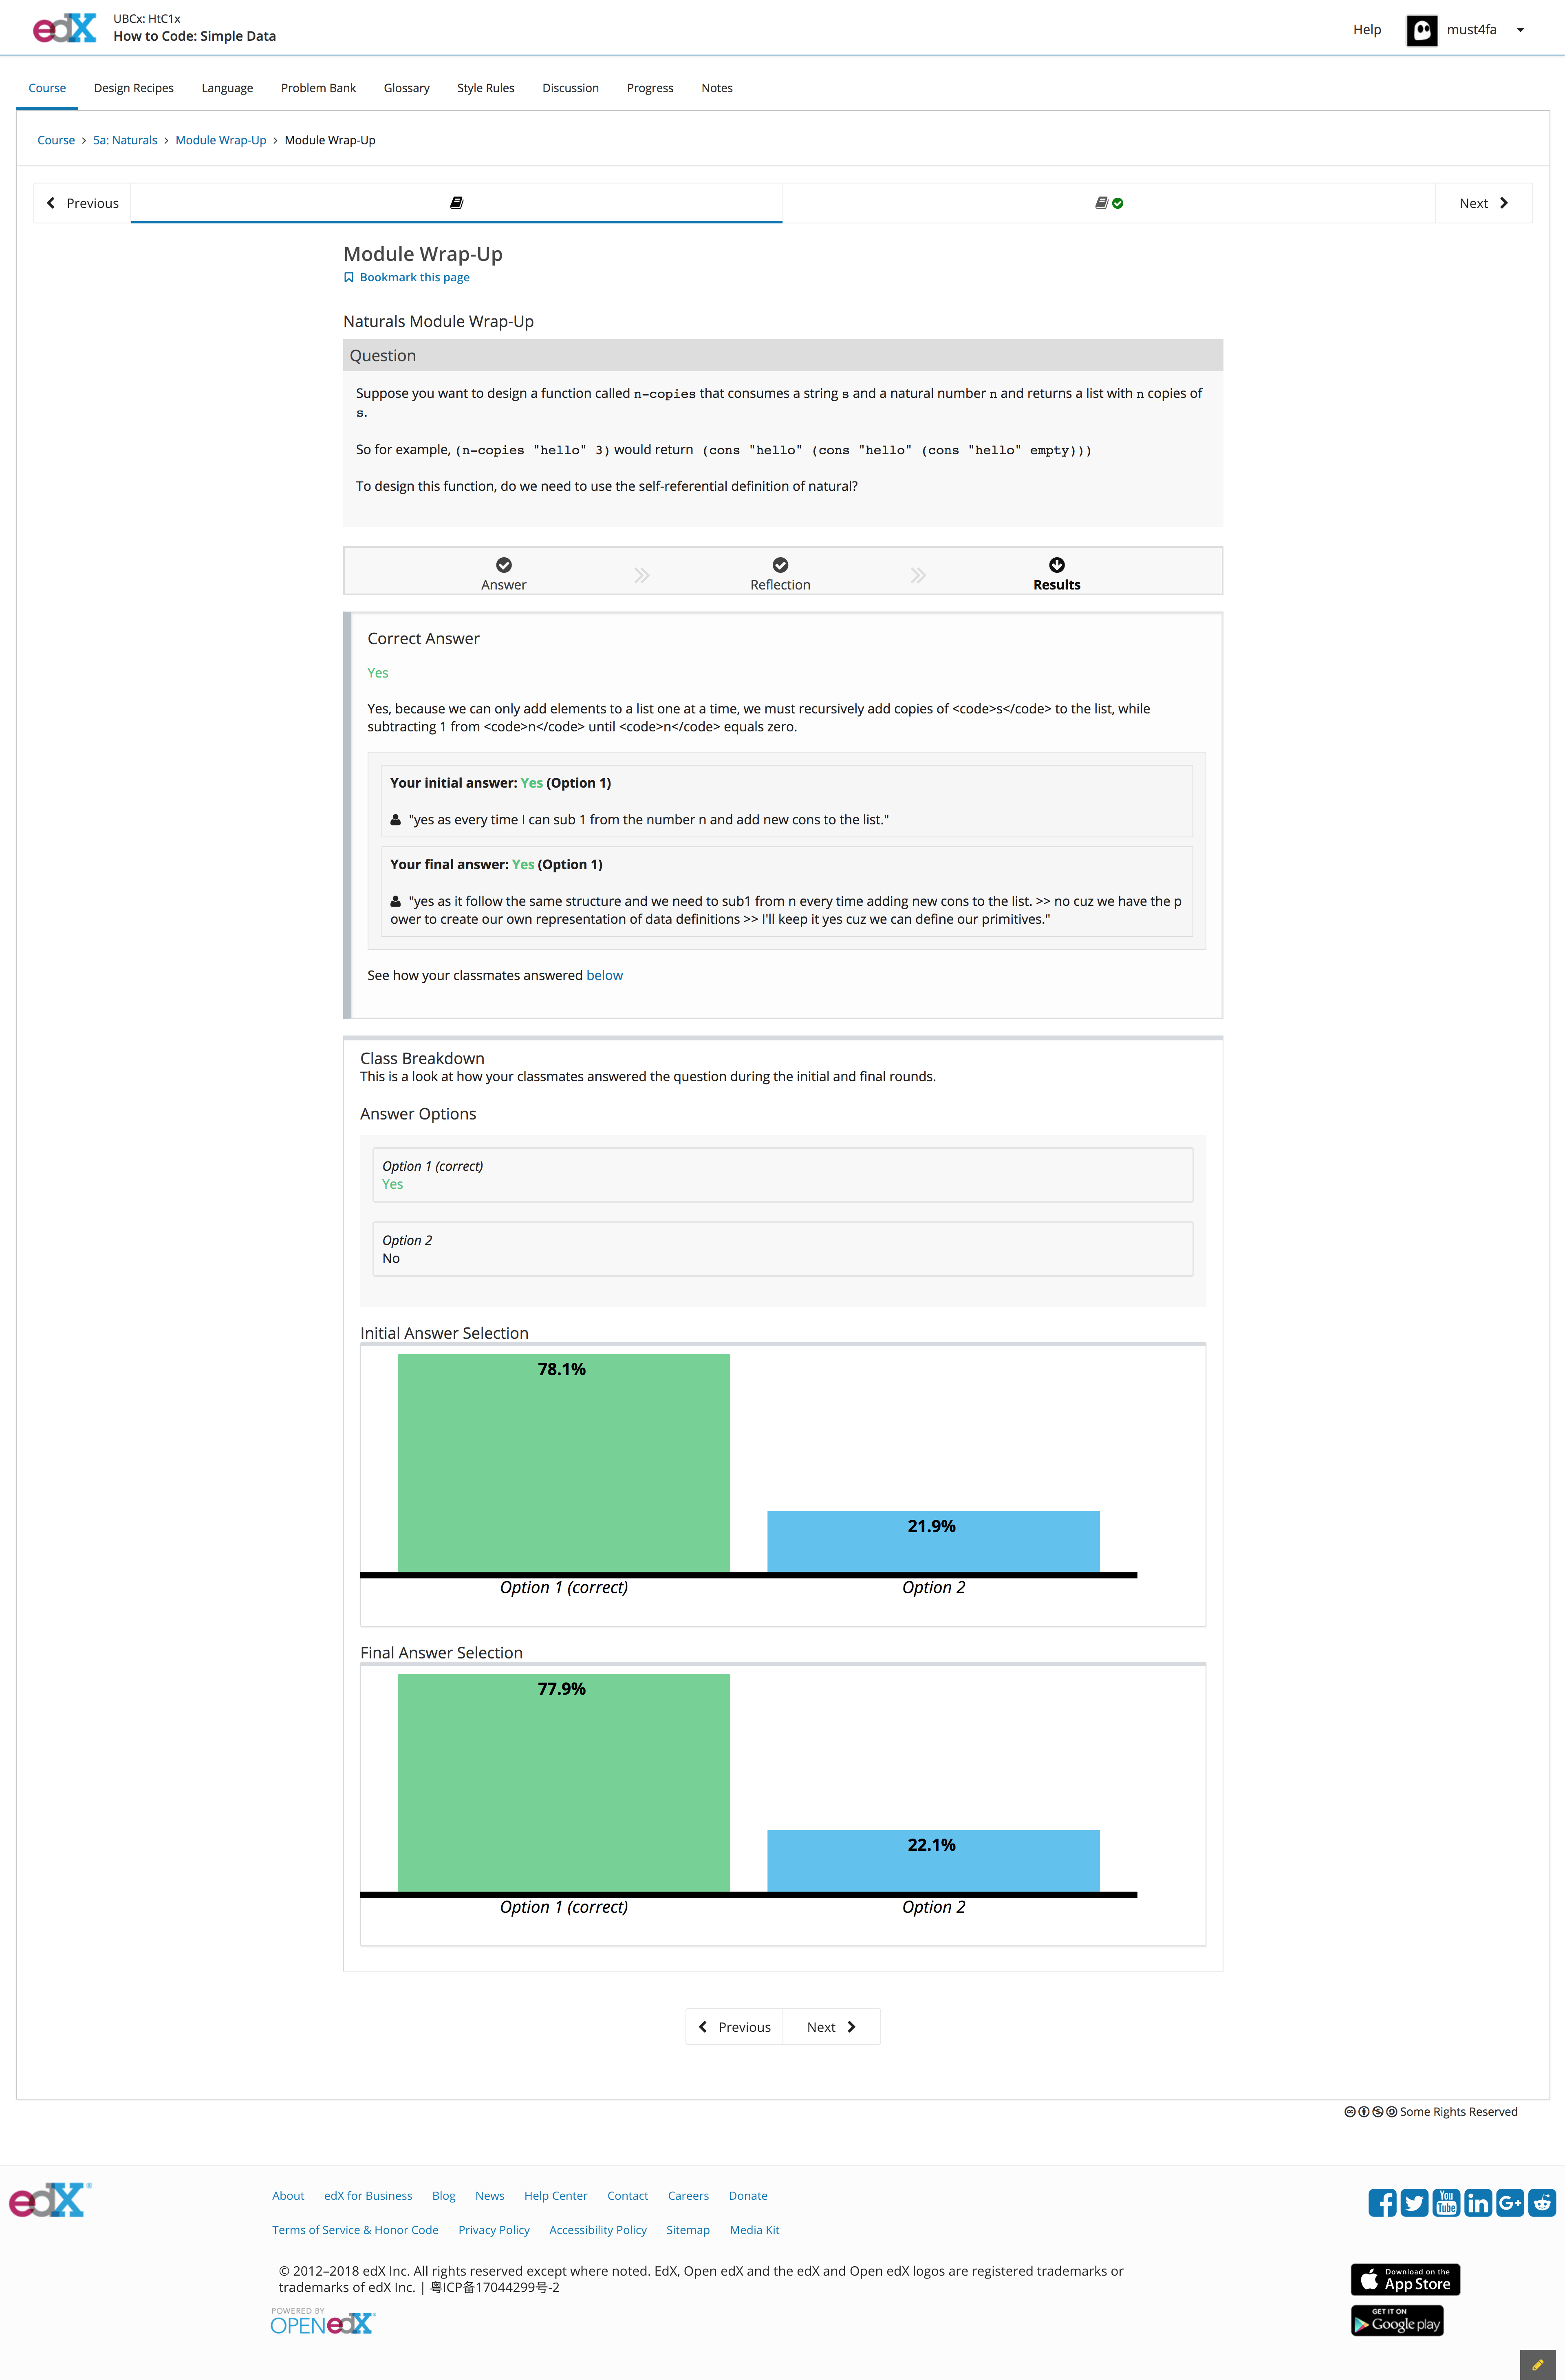 edX
UBCx: HtC1x
How to Code: Simple Data
Help
must4fa
Course
Design Recipes
Language
Problem Bank
Glossary
Style Rules
Discussion
Progress
Notes
Course > 5a: Naturals > Module Wrap-Up > Module Wrap-Up
Previous
Next
Module Wrap-Up
Bookmark this page
Naturals Module Wrap-Up
Question
Suppose you want to design a function called n-copies that consumes a string s and a natural number n and returns a list with n copies of
s.
So for example, (n-copies "hello" 3) would return (cons "hello" (cons "hello" (cons "hello" empty)))
To design this function, do we need to use the self-referential definition of natural?
Answer
Reflection
Results
Correct Answer
Yes
Yes, because we can only add elements to a list one at a time, we must recursively add copies of <code>s</code> to the list, while
subtracting 1 from <code>n</code> until <code>n</code> equals zero.
Your initial answer: Yes (Option 1)
"yes as every time I can sub 1 from the number n and add new cons to the list."
Your final answer: Yes (Option 1)
"yes as it follow the same structure and we need to sub1 from n every time adding new cons to the list. >> no cuz we have the p
ower to create our own representation of data definitions >> I'll keep it yes cuz we can define our primitives."
See how your classmates answered below
Class Breakdown
This is a look at how your classmates answered the question during the initial and final rounds.
Answer Options
Option 1 (correct)
Yes
Option 2
No
Initial Answer Selection
78.1%
21.9%
Option 1 (correct)
Option 2
Final Answer Selection
77.9%
22.1%
Option 1 (correct)
Option 2
Previous
Next
Some Rights Reserved
edX
About
edX for Business
Blog
News
Help Center
Contact
Careers
Donate
Terms of Service & Honor Code
Privacy Policy
Accessibility Policy
Sitemap
Media Kit
You
Tube
in
G+
© 2012–2018 edX Inc. All rights reserved except where noted. EdX, Open edX and the edX and Open edX logos are registered trademarks or
trademarks of edX Inc. | 粤ICP备17044299号-2
Download on the
App Store
POWERED BY
OPEN edX
GET IT ON
Google play